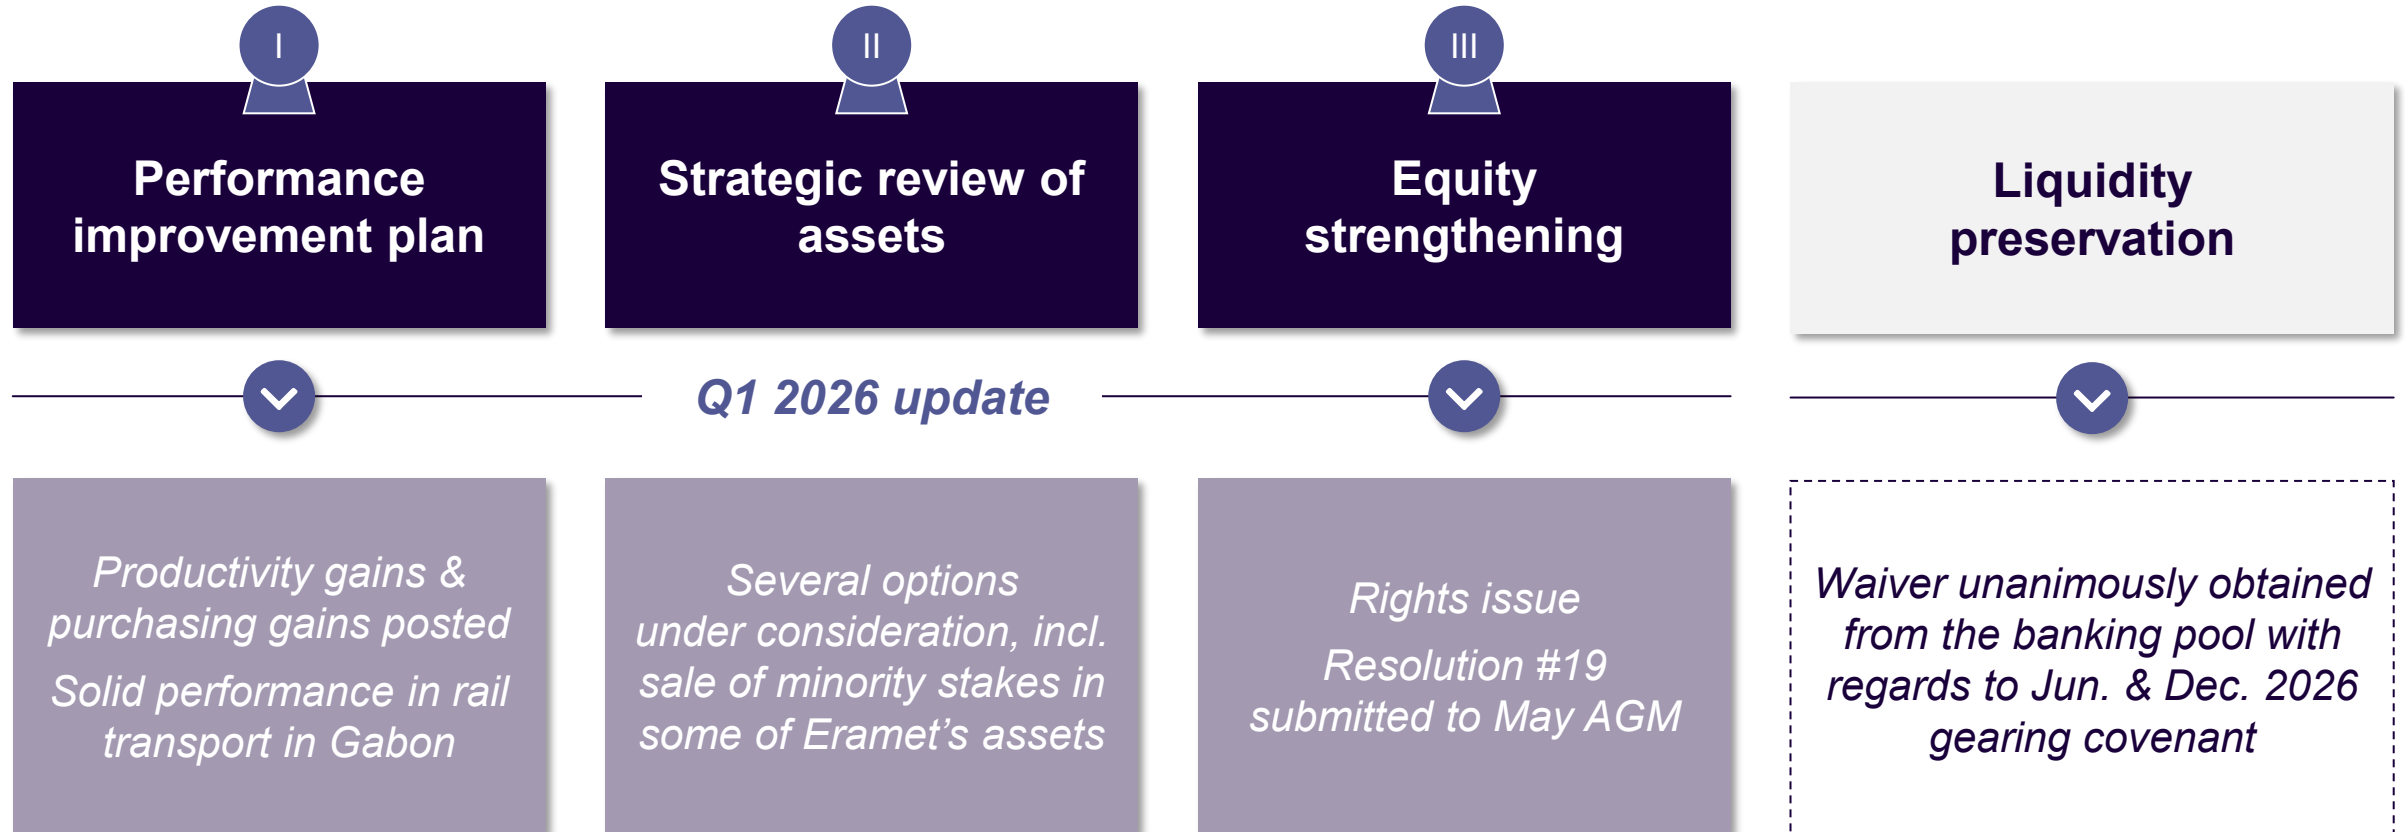 I
Performance
improvement plan
II
Strategic review of
assets
III
Equity
strengthening
Liquidity
preservation
Q1 2026 update
Productivity gains &
purchasing gains posted
Solid performance in rail
transport in Gabon
Several options
under consideration, incl.
sale of minority stakes in
some of Eramet’s assets
Rights issue
Resolution #19
submitted to May AGM
Waiver unanimously obtained
from the banking pool with
regards to Jun. & Dec. 2026
gearing covenant